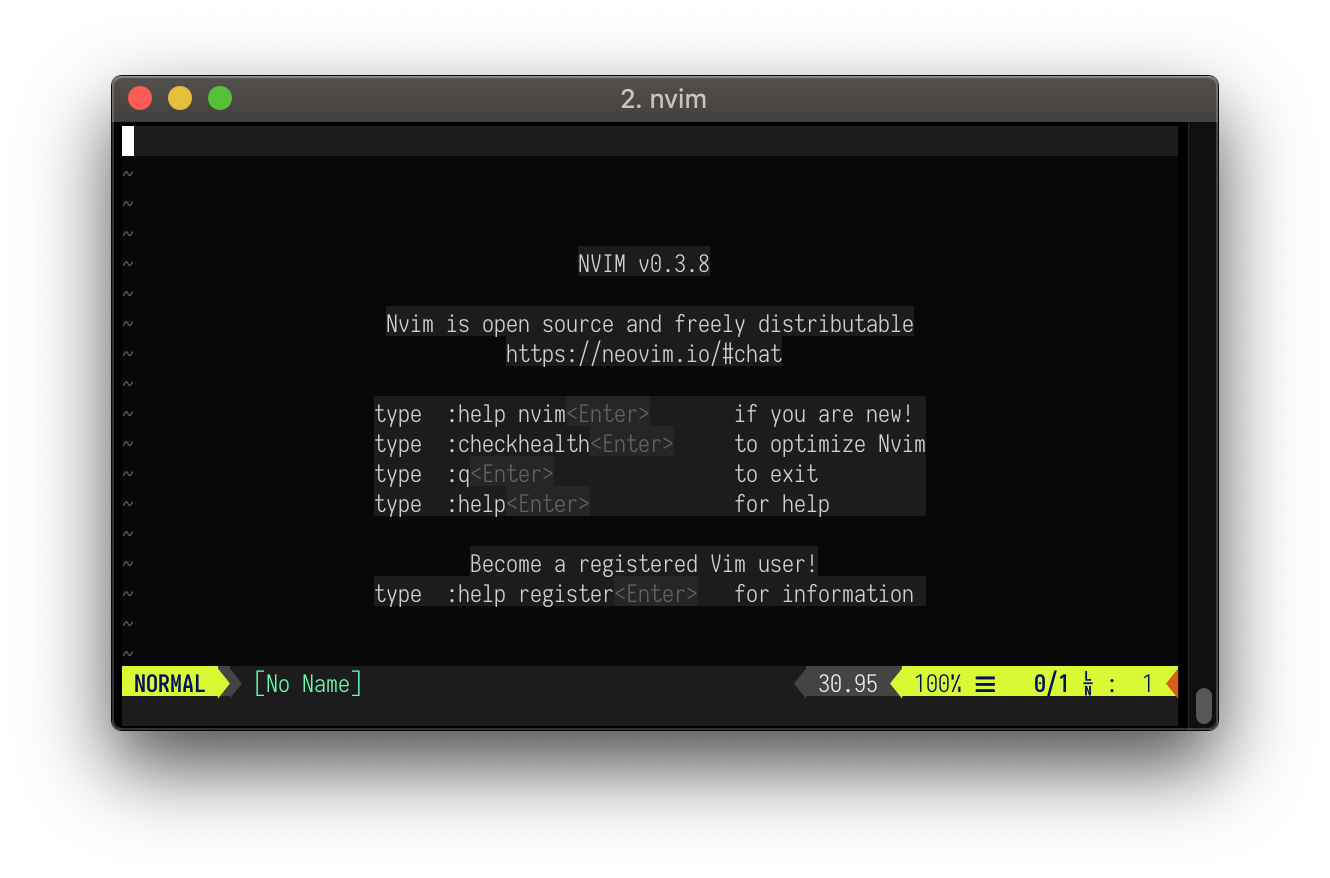 2. nvim
~
~
~
~ NVIM v0.3.8
~
~ Nvim is open source and freely distributable
~ https://neovim.io/#chat
~
~ type  :help nvim<Enter>       if you are new!
~ type  :checkhealth<Enter>     to optimize Nvim
~ type  :q<Enter>               to exit
~ type  :help<Enter>            for help
~
~ Become a registered Vim user!
~ type  :help register<Enter>   for information
~
~
NORMAL [No Name] 30.95 100% ☰ 0/1 ㏑ : 1